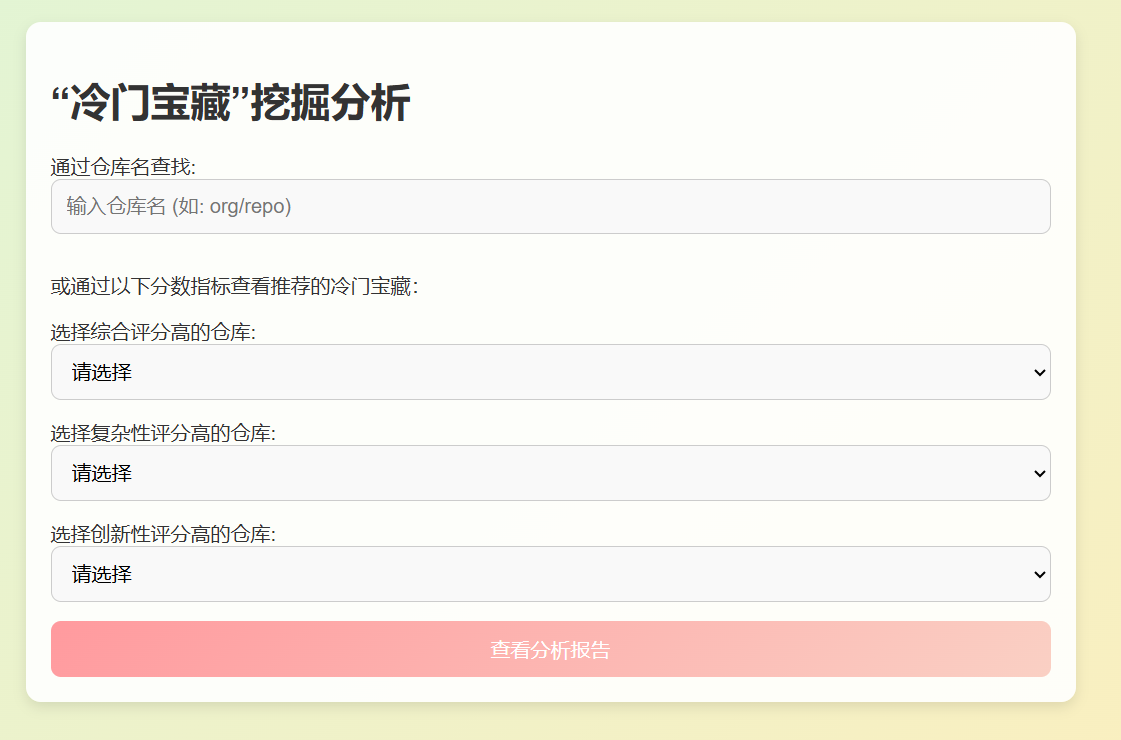 “冷门宝藏”挖掘分析
通过仓库名查找:
输入仓库名 (如: org/repo)
或通过以下分数指标查看推荐的冷门宝藏：
选择综合评分高的仓库:
请选择
选择复杂性评分高的仓库:
请选择
选择创新性评分高的仓库:
请选择
查看分析报告